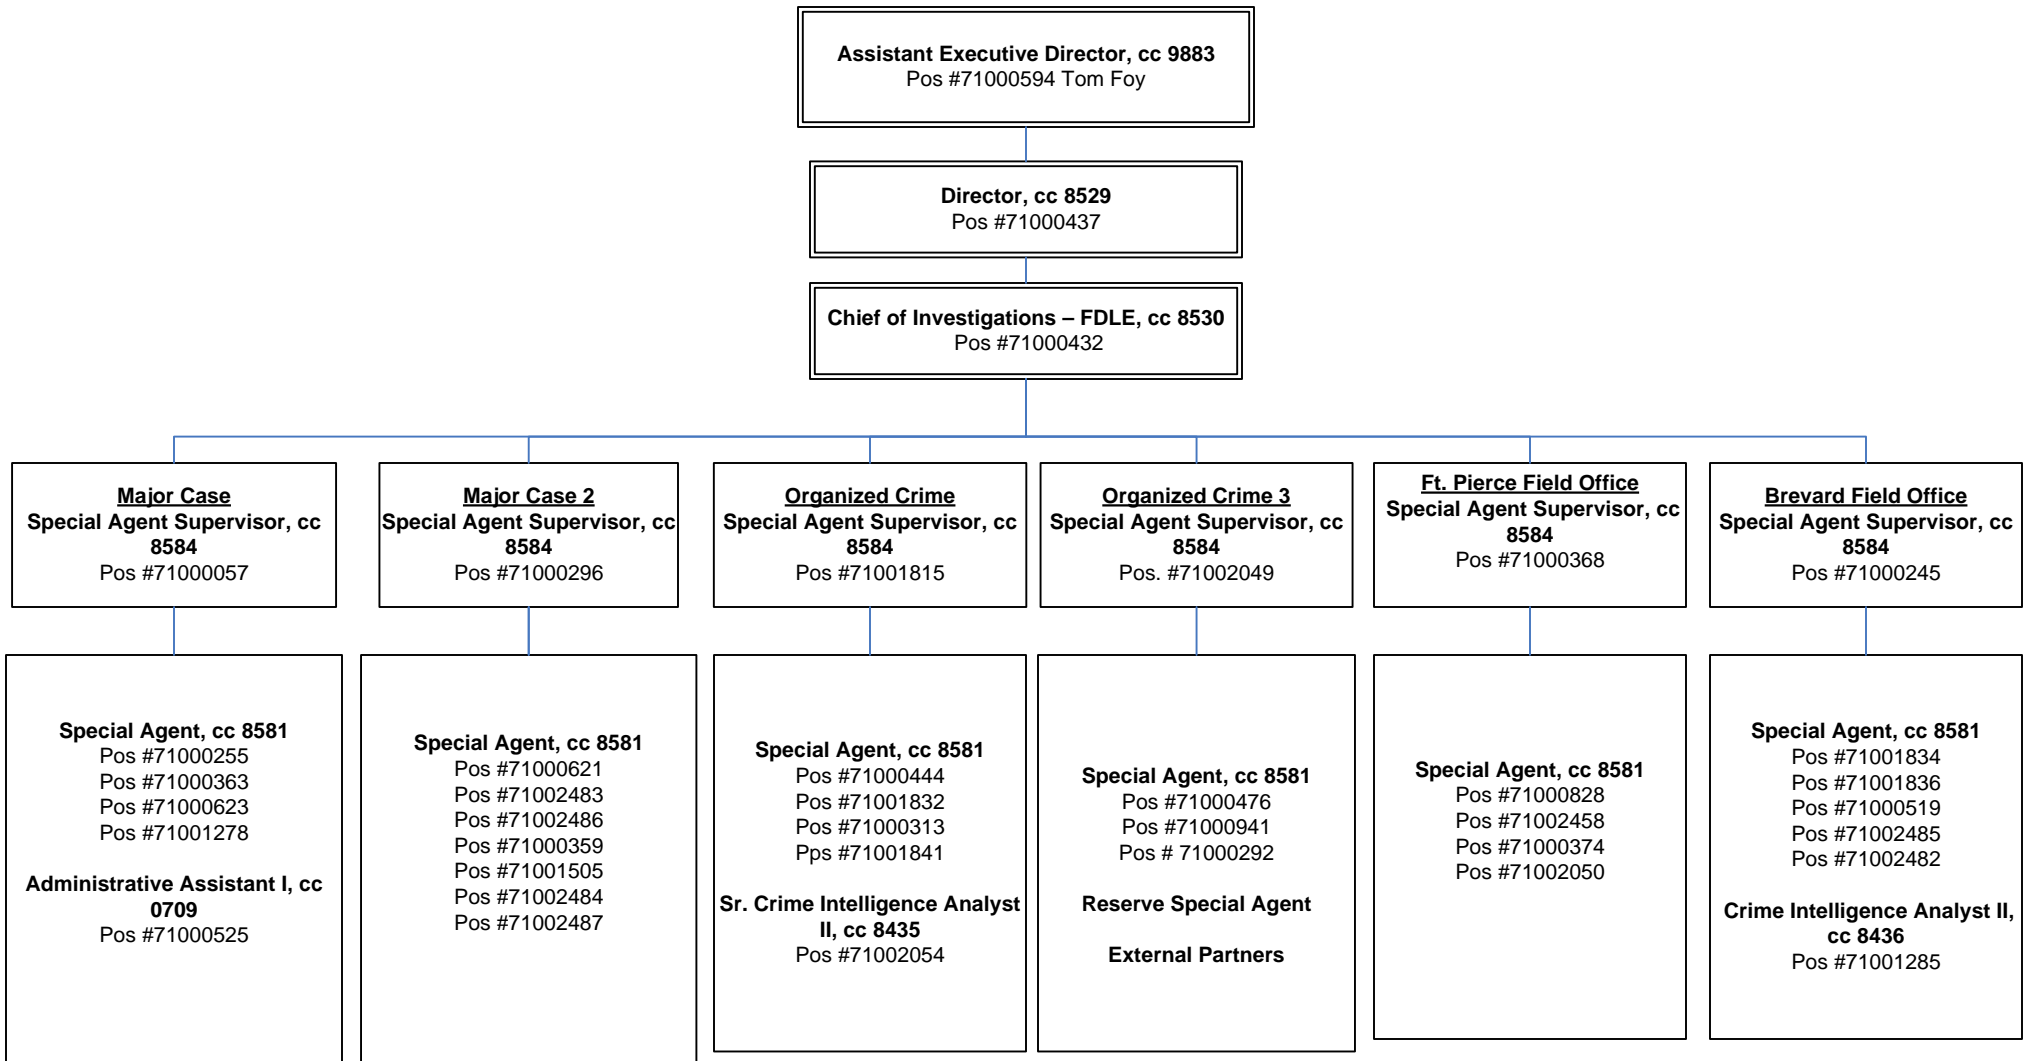 Assistant Executive Director, cc 9883
Pos #71000594 Tom Foy
Director, cc 8529
Pos #71000437
Chief of Investigations – FDLE, cc 8530
Pos #71000432
Major Case
Special Agent Supervisor, cc
8584
Pos #71000057
Major Case 2
Special Agent Supervisor, cc
8584
Pos #71000296
Organized Crime
Special Agent Supervisor, cc
8584
Pos #71001815
Organized Crime 3
Special Agent Supervisor, cc
8584
Pos. #71002049
Ft. Pierce Field Office
Special Agent Supervisor, cc
8584
Pos #71000368
Brevard Field Office
Special Agent Supervisor, cc
8584
Pos #71000245
Special Agent, cc 8581
Pos #71000255
Pos #71000363
Pos #71000623
Pos #71001278
Administrative Assistant I, cc
0709
Pos #71000525
Special Agent, cc 8581
Pos #71000621
Pos #71002483
Pos #71002486
Pos #71000359
Pos #71001505
Pos #71002484
Pos #71002487
Special Agent, cc 8581
Pos #71000444
Pos #71001832
Pos #71000313
Pps #71001841
Sr. Crime Intelligence Analyst
II, cc 8435
Pos #71002054
Special Agent, cc 8581
Pos #71000476
Pos #71000941
Pos # 71000292
Reserve Special Agent
External Partners
Special Agent, cc 8581
Pos #71000828
Pos #71002458
Pos #71000374
Pos #71002050
Special Agent, cc 8581
Pos #71001834
Pos #71001836
Pos #71000519
Pos #71002485
Pos #71002482
Crime Intelligence Analyst II,
cc 8436
Pos #71001285